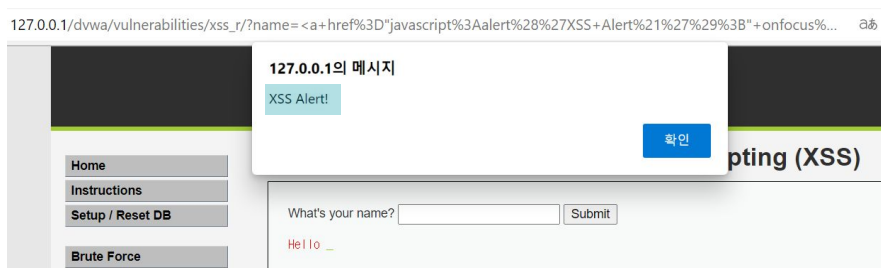 127.0.0.1/dvwa/vulnerabilities/xss_r/?name=<a+href%3D"javascript%3Aalert%28%27XSS+Alert%21%27%29%3B"+onfocus%... あ
127.0.0.1의 메시지
XSS Alert!
확인
pting (XSS)
Home
Instructions
Setup / Reset DB
What's your name? Submit
Hello _
Brute Force